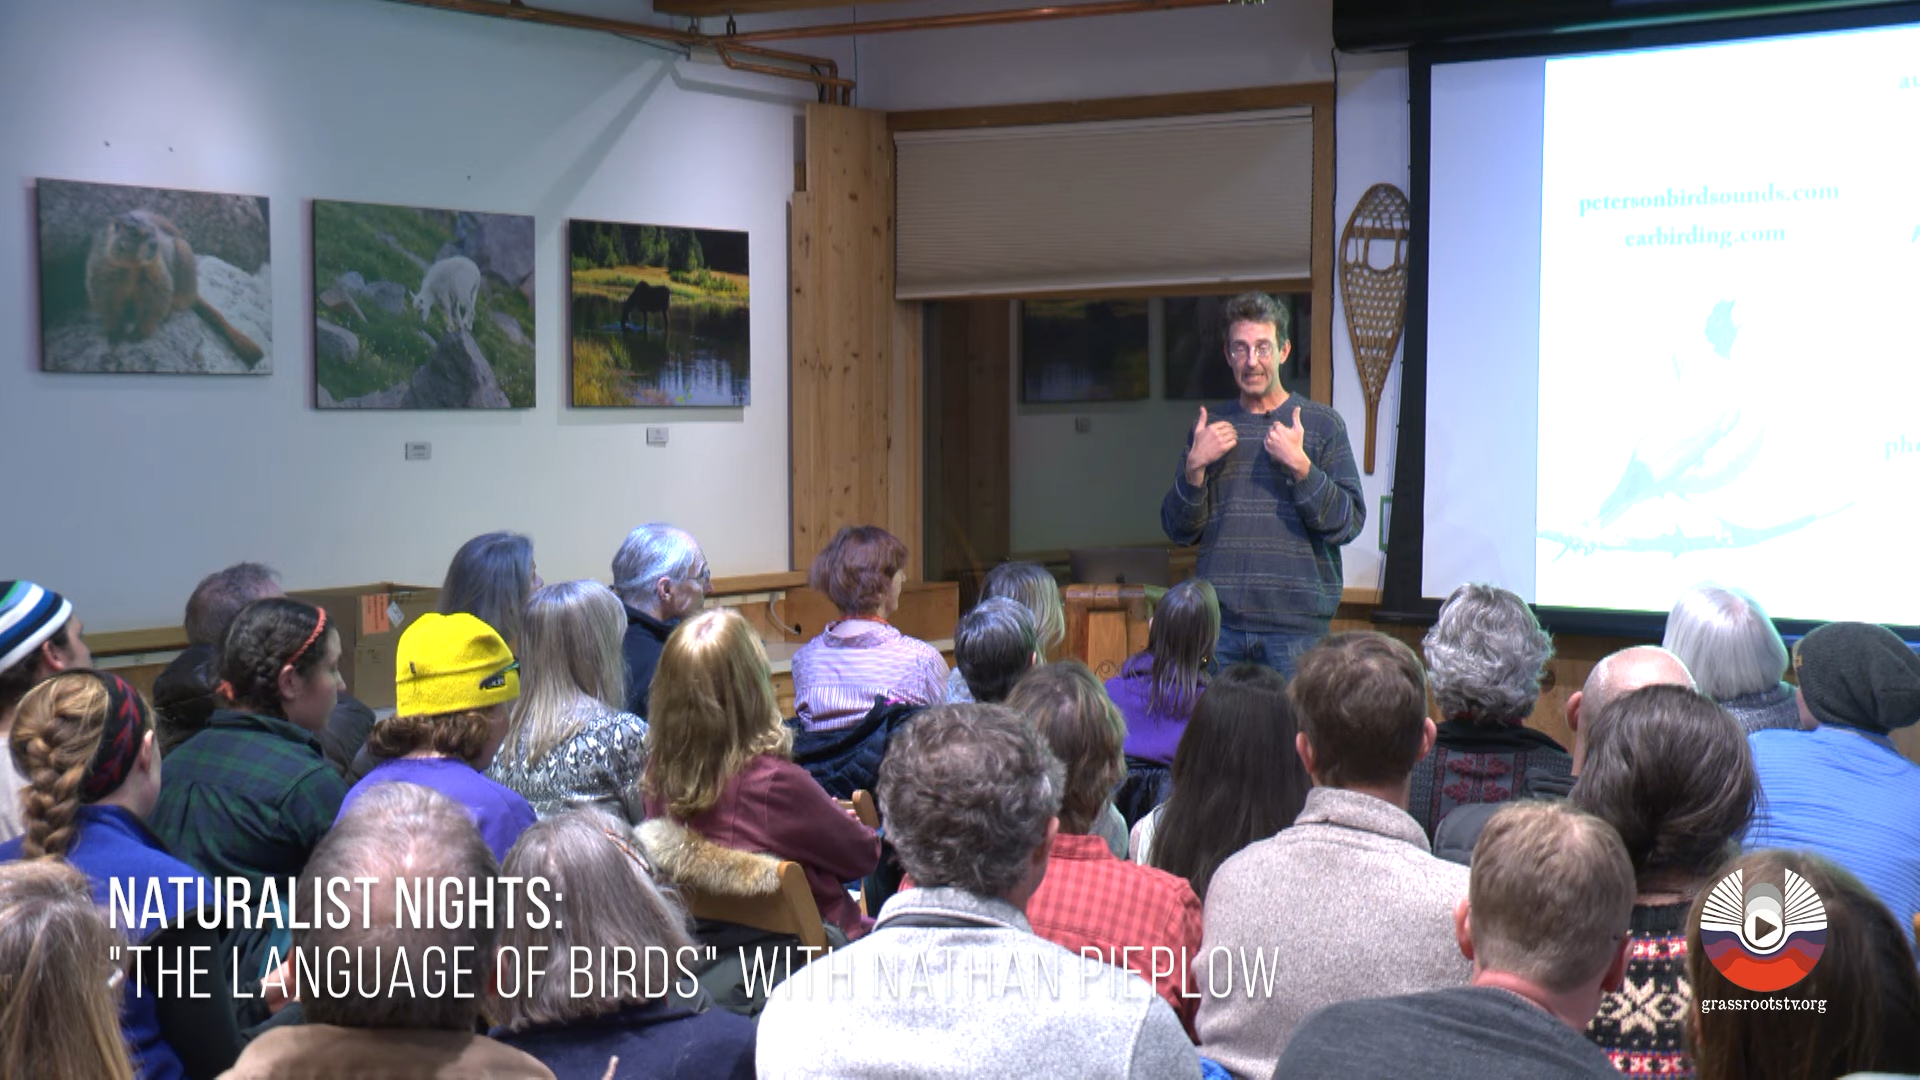 petersonbirdsounds.com
earbirding.com
NATURALIST NIGHTS:
"THE LANGUAGE OF BIRDS" WITH NATHAN PIEPLOW
grassrootstv.org